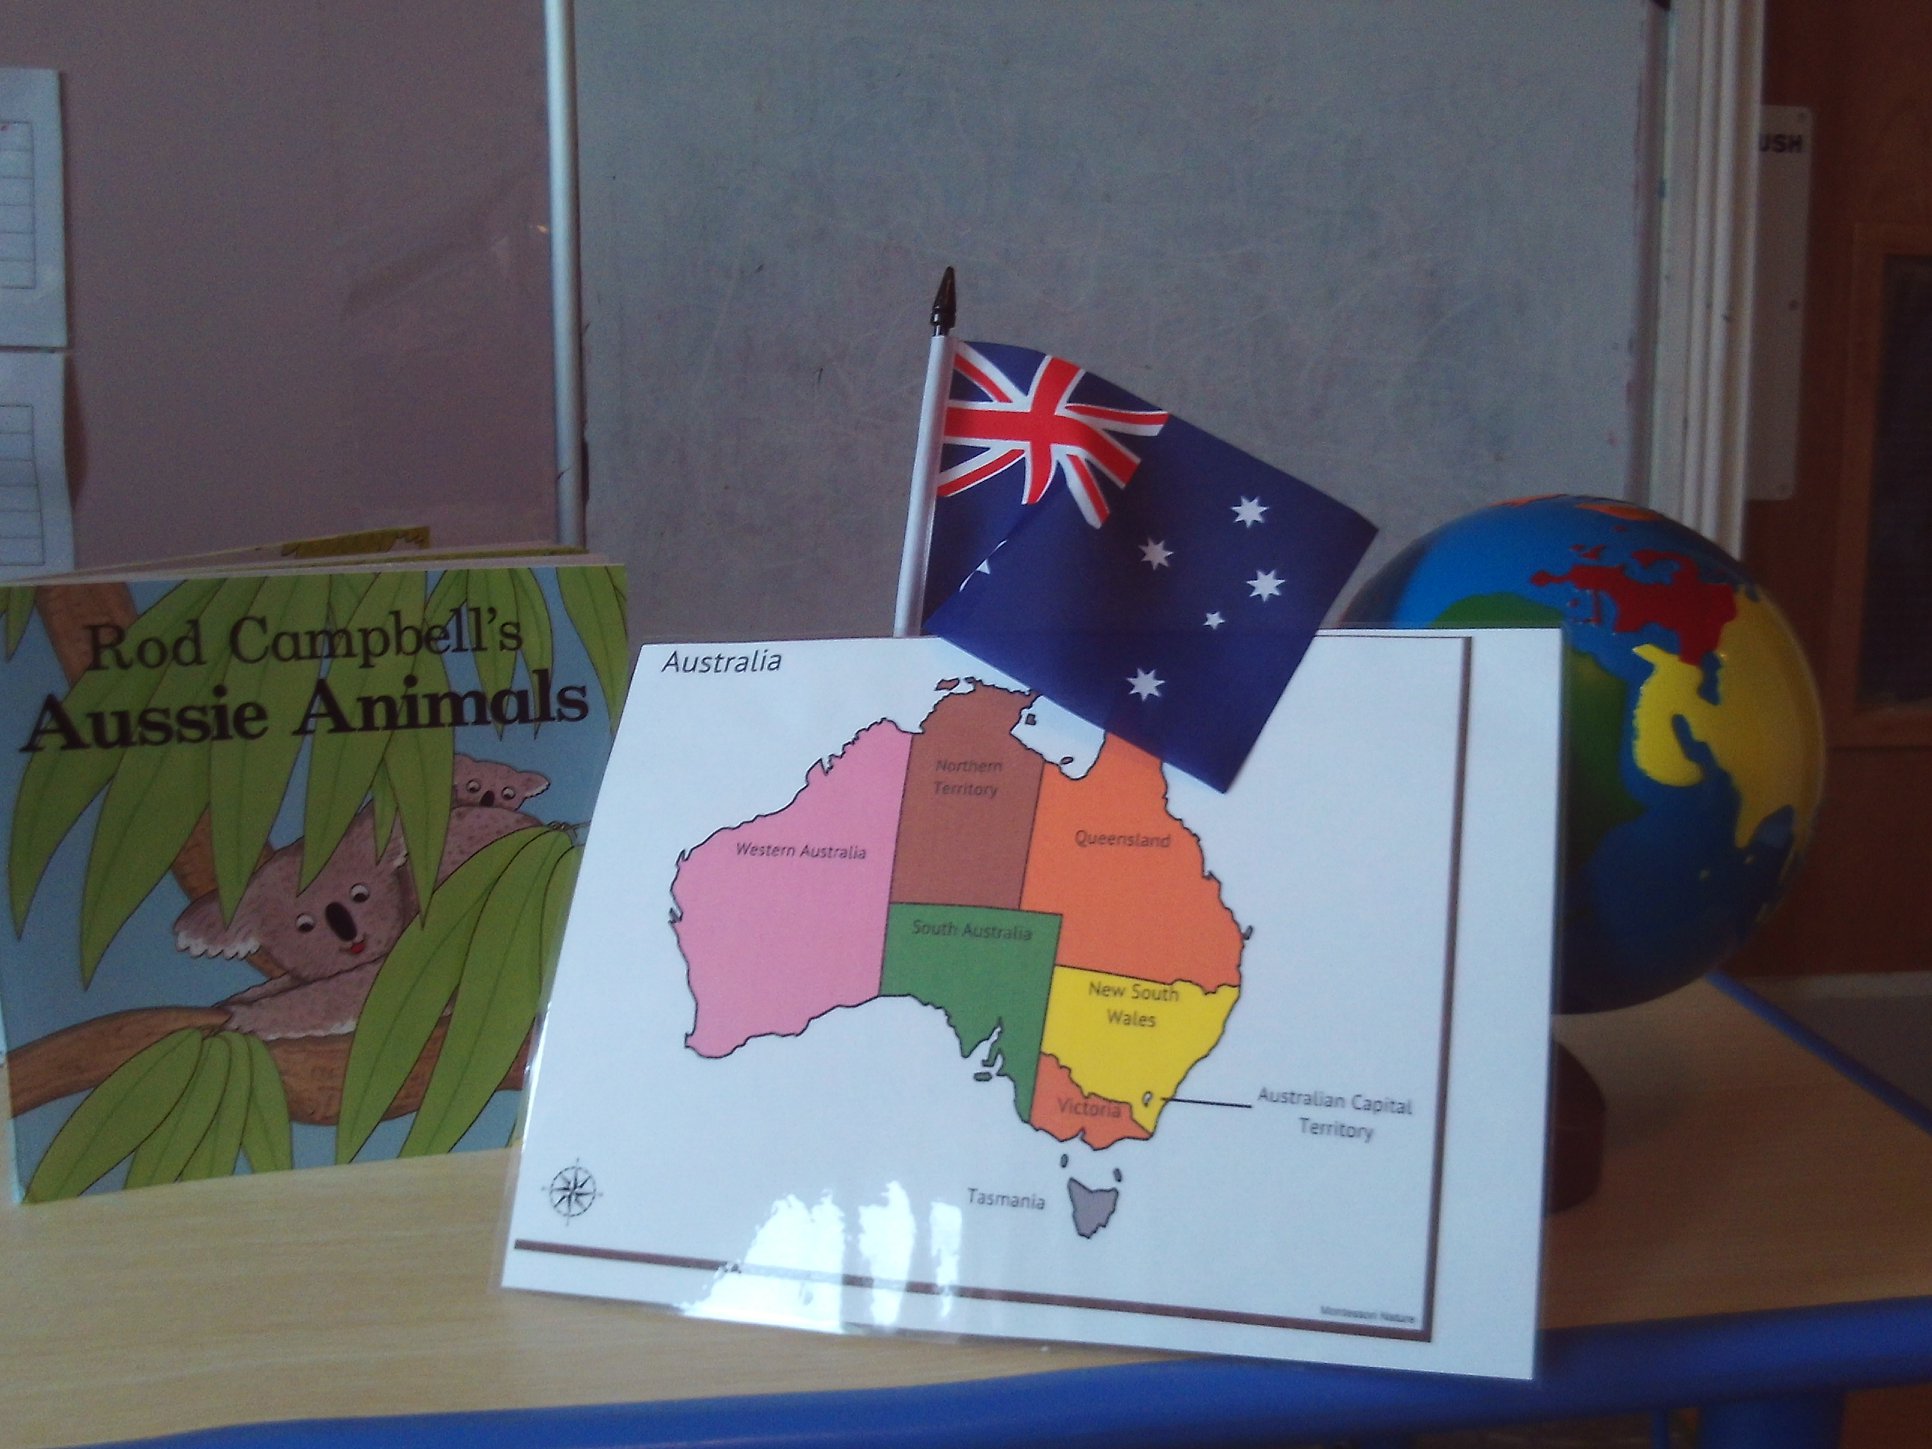 USH
Rod Campbell's
Aussie Animals
Australia
Northern
Territory
Western Australia
Queensland
South Australia
New South
Wales
Victoria
Australian Capital
Territory
Tasmania
Montessori Nature